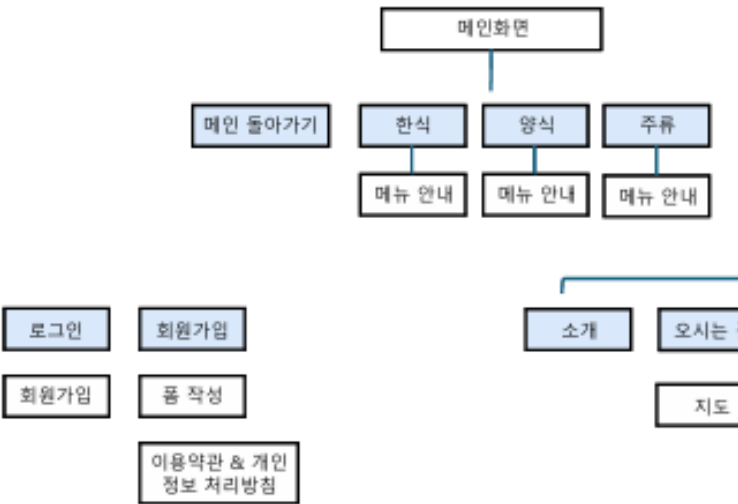 메인화면
메인 돌아가기
한식
양식
주류
메뉴 안내
메뉴 안내
메뉴 안내
로그인
회원가입
소개
오시는
회원가입
폼 작성
지도
이용약관 & 개인
정보 처리방침